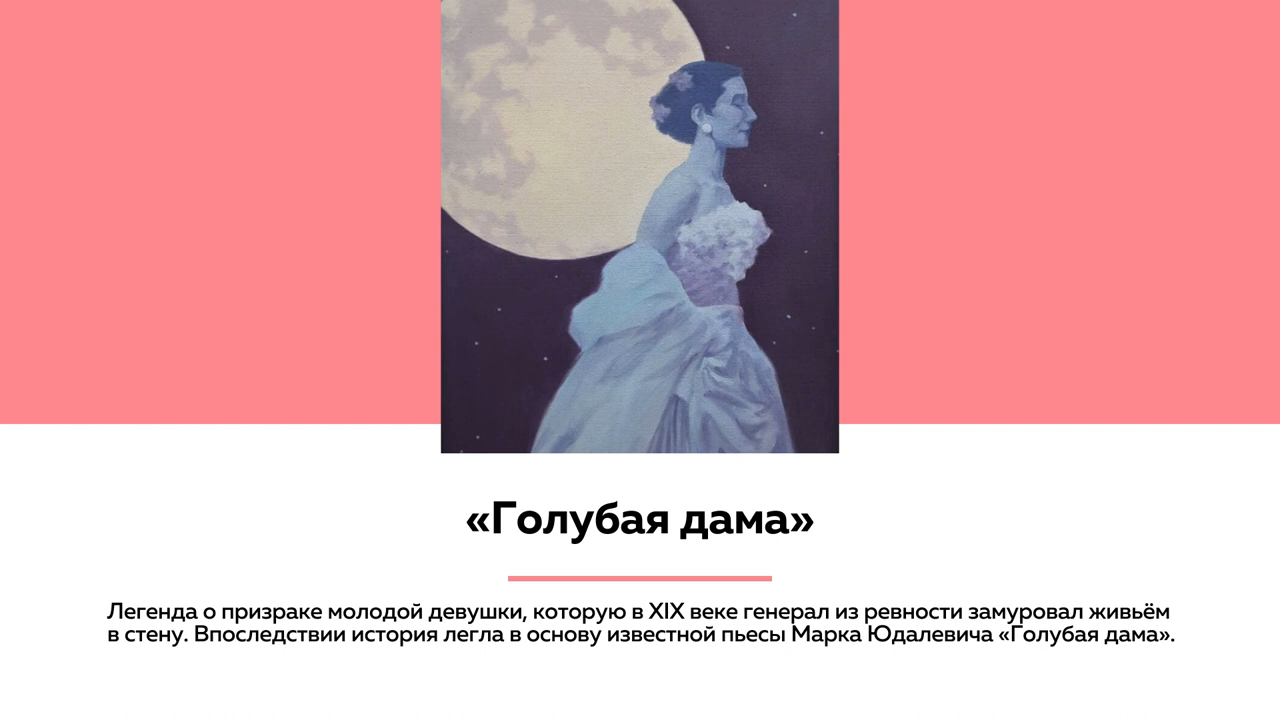 «Голубая дама»
Легенда о призраке молодой девушки, которую в XIX веке генерал из ревности замуровал живьём
в стену. Впоследствии история легла в основу известной пьесы Марка Юдалевича «Голубая дама».